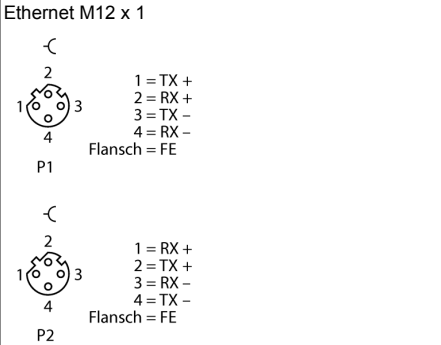 Ethernet M12 x 1
2
1 3
4
P1
1 = TX +
2 = RX +
3 = TX –
4 = RX –
Flansch = FE
2
1 3
4
P2
1 = RX +
2 = TX +
3 = RX –
4 = TX –
Flansch = FE